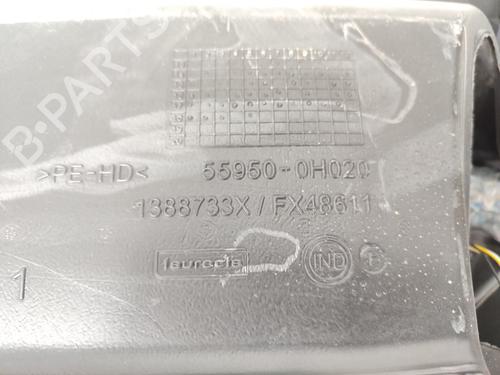 B-PARTS
>PE-HD<
55950-0H020
1388733X/FX48611
faurecia
IND
1